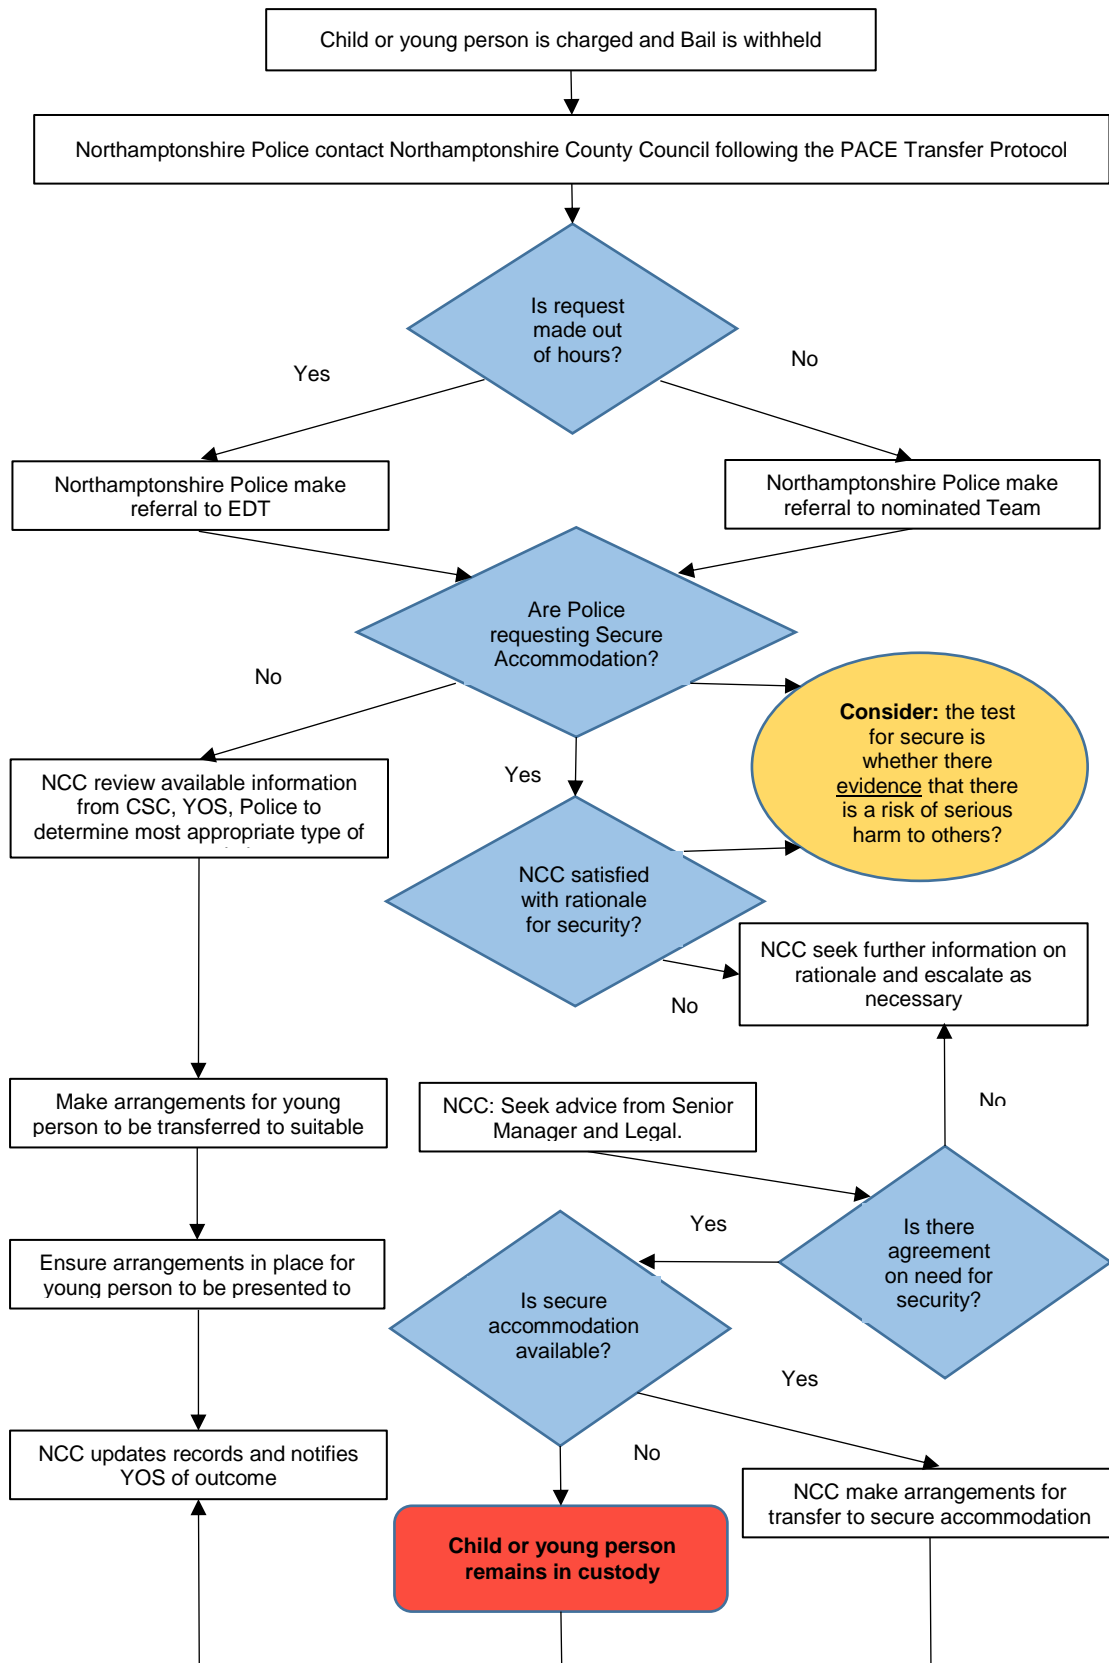 Child or young person is charged and Bail is withheld
Northamptonshire Police contact Northamptonshire County Council following the PACE Transfer Protocol
Is request
made out
of hours?
Yes
No
Northamptonshire Police make
referral to EDT
Northamptonshire Police make
referral to nominated Team
Are Police
requesting Secure
Accommodation?
No
Yes
Consider: the test
for secure is
whether there
evidence that there
is a risk of serious
harm to others?
NCC review available information
from CSC, YOS, Police to
determine most appropriate type of
NCC satisfied
with rationale
for security?
No
NCC seek further information on
rationale and escalate as
necessary
Make arrangements for young
person to be transferred to suitable
NCC: Seek advice from Senior
Manager and Legal.
No
Is there
agreement
on need for
security?
Yes
Ensure arrangements in place for
young person to be presented to
Is secure
accommodation
available?
Yes
No
NCC updates records and notifies
YOS of outcome
NCC make arrangements for
transfer to secure accommodation
Child or young person
remains in custody